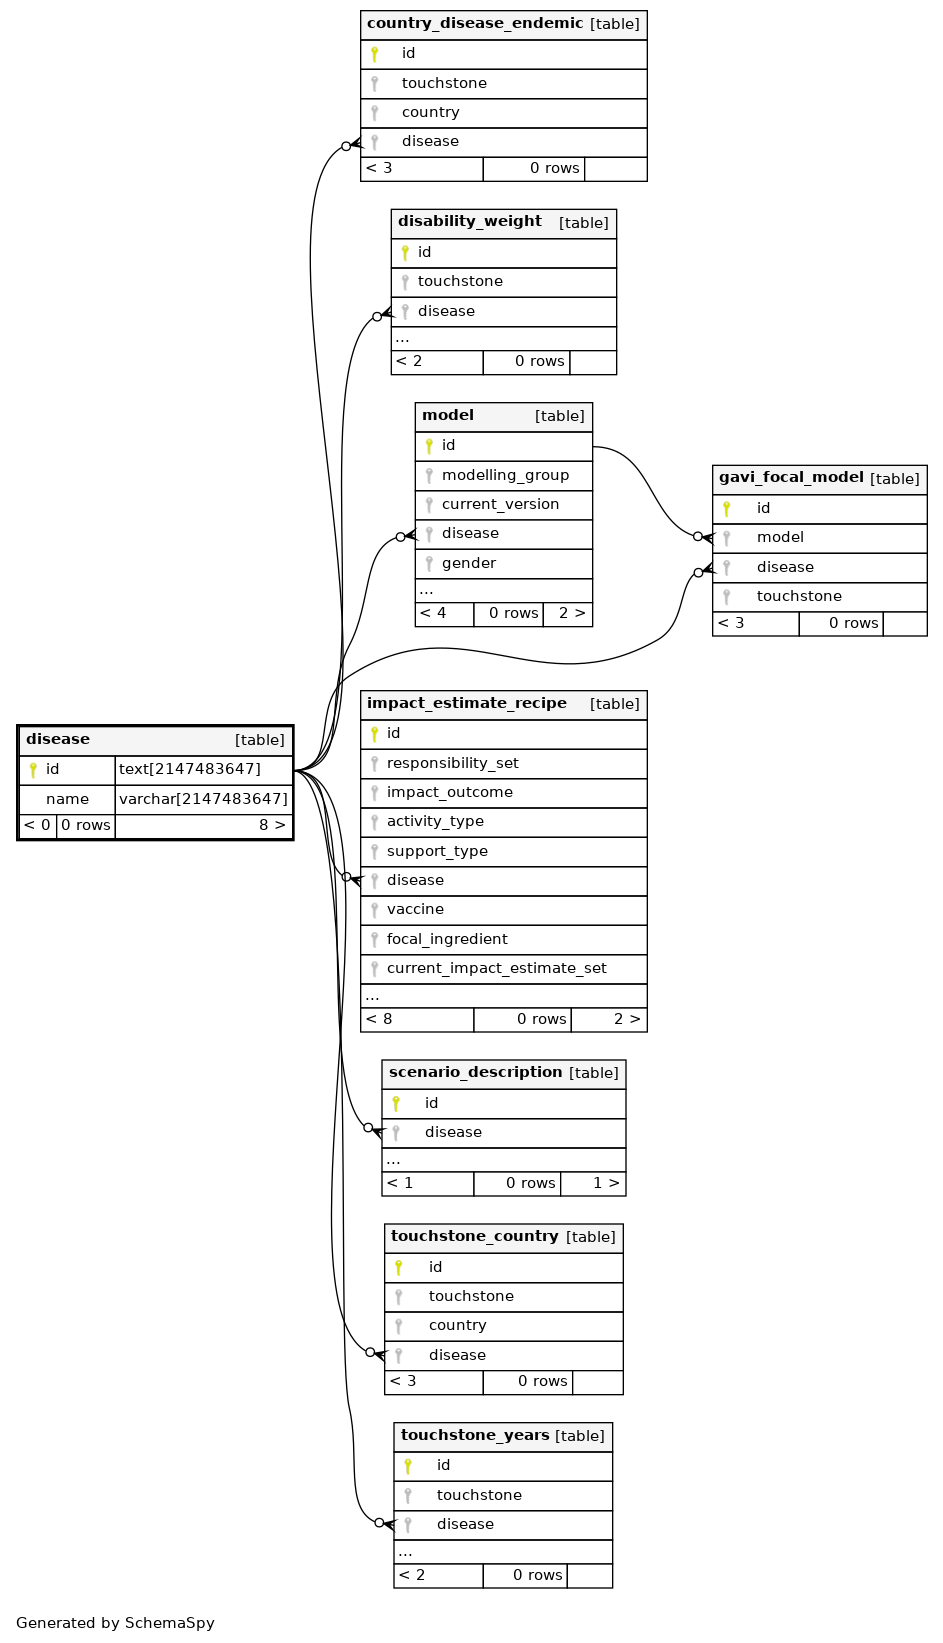 country_disease_endemic [table]
id
touchstone
country
disease
< 3 0 rows
disability_weight [table]
id
touchstone
disease
...
< 2 0 rows
model [table]
id
modelling_group
current_version
disease
gender
...
< 4 0 rows 2 >
gavi_focal_model [table]
id
model
disease
touchstone
< 3 0 rows
disease [table]
id text[2147483647]
name varchar[2147483647]
< 0 0 rows 8 >
impact_estimate_recipe [table]
id
responsibility_set
impact_outcome
activity_type
support_type
disease
vaccine
focal_ingredient
current_impact_estimate_set
...
< 8 0 rows 2 >
scenario_description [table]
id
disease
...
< 1 0 rows 1 >
touchstone_country [table]
id
touchstone
country
disease
< 3 0 rows
touchstone_years [table]
id
touchstone
disease
...
< 2 0 rows
Generated by SchemaSpy